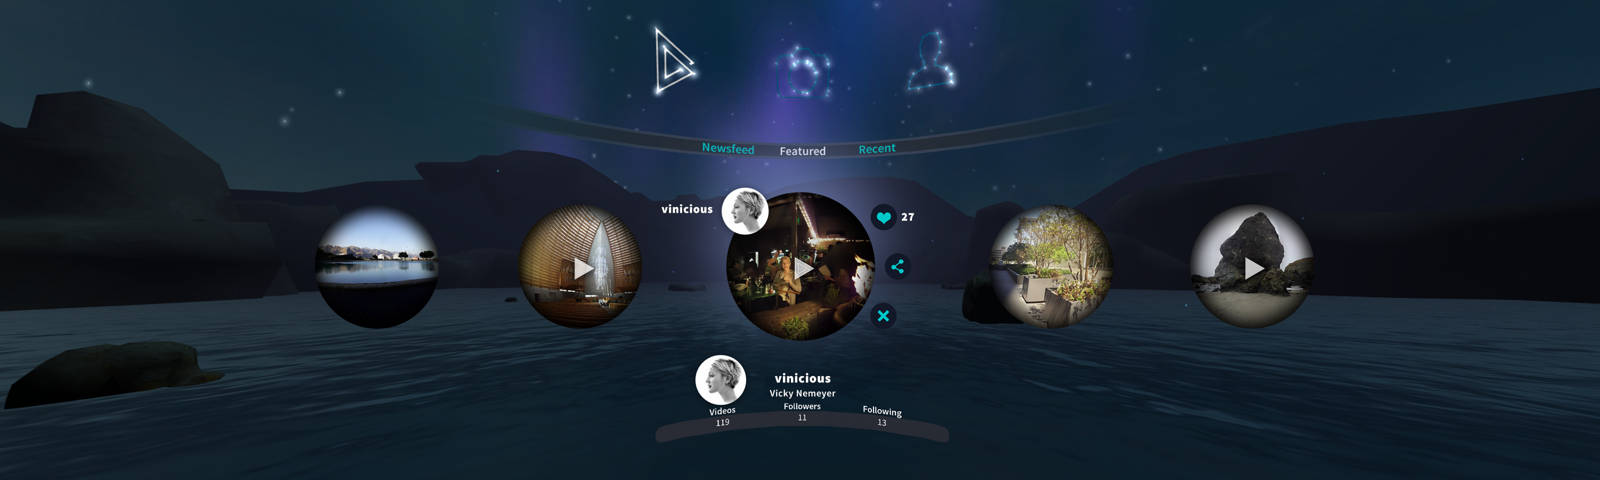 Newsfeed
Featured
Recent
vinicious
27
vinicious
Vicky Nemeyer
Videos
119
Followers
11
Following
13